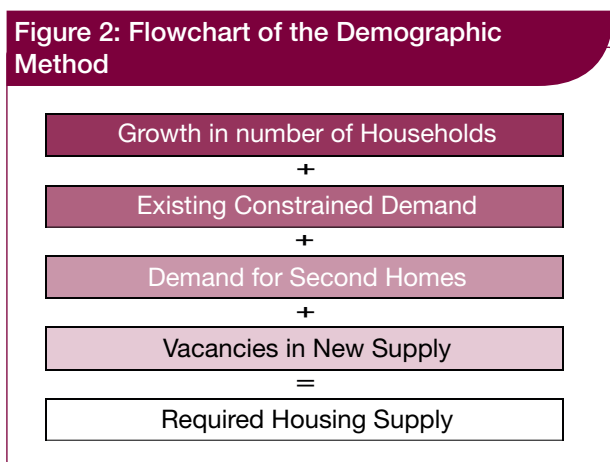 Figure 2: Flowchart of the Demographic
Method
Growth in number of Households
+
Existing Constrained Demand
+
Demand for Second Homes
+
Vacancies in New Supply
=
Required Housing Supply